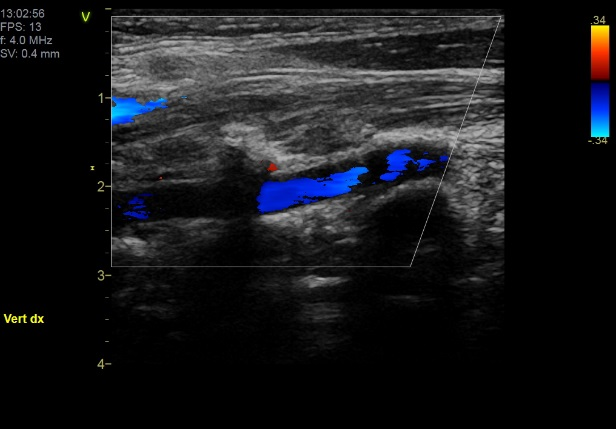 13:02:56
FPS: 13
f: 4.0 MHz
SV: 0.4 mm
V
.34
-.34
1
2
3
4
Vert dx